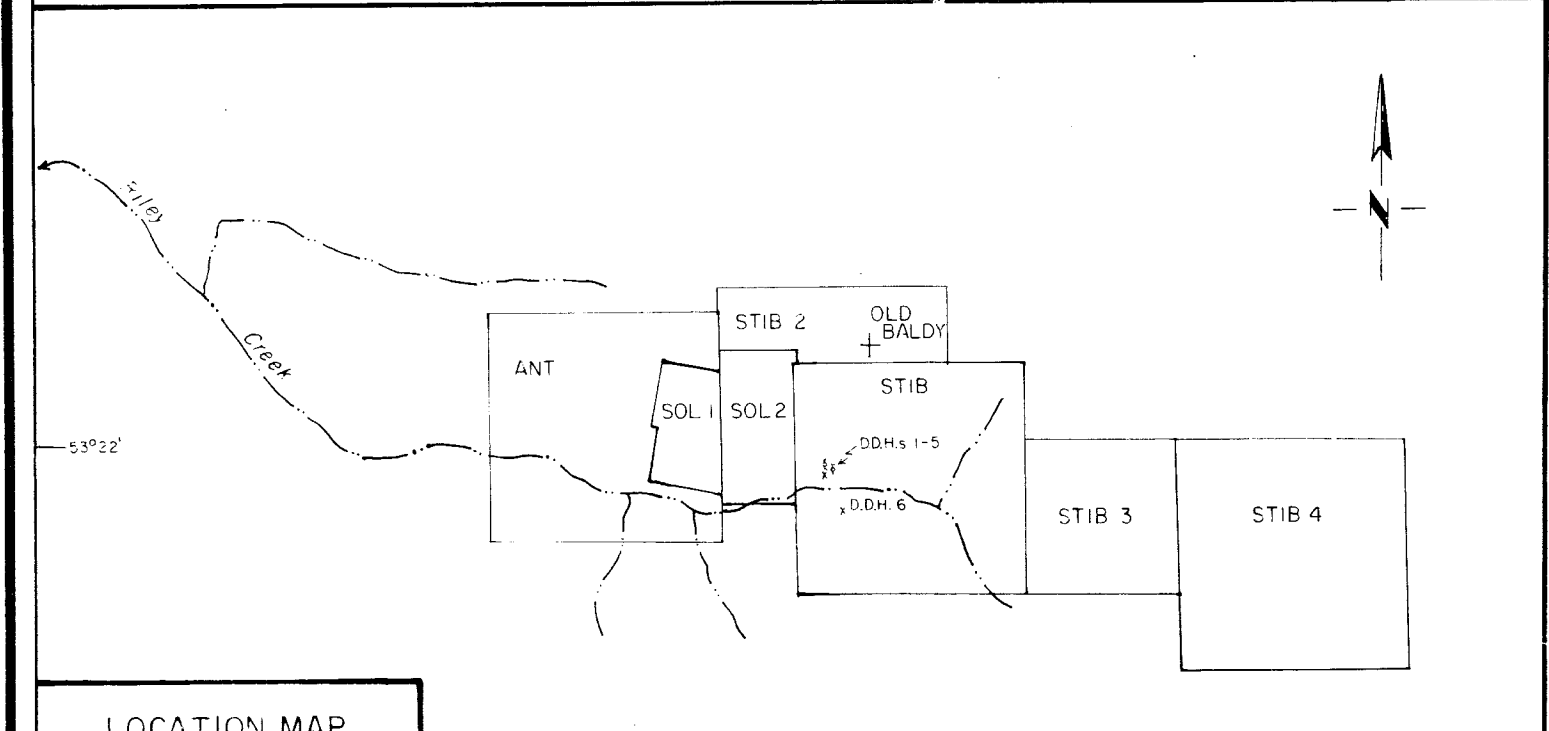 Riley
Creek
N
STIB 2
OLD
BALDY
ANT
STIB
SOL 1
SOL 2
53°22'
D.D.H.s 1-5
D.D.H. 6
STIB 3
STIB 4
LOCATION MAP